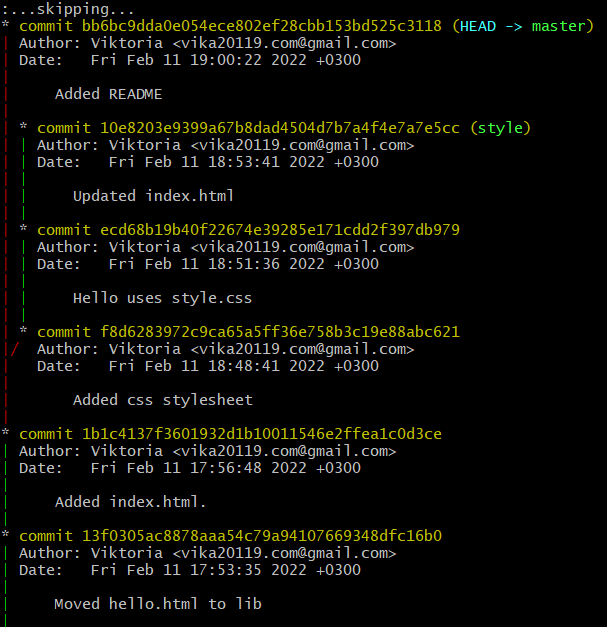 :...skipping...
* commit bb6bc9dda0e054ece802ef28cbb153bd525c3118 (HEAD -> master)
| Author: Viktoria <vika20119.com@gmail.com>
| Date:   Fri Feb 11 19:00:22 2022 +0300
|
|     Added README
|
| * commit 10e8203e9399a67b8dad4504d7b7a4f4e7a7e5cc (style)
| | Author: Viktoria <vika20119.com@gmail.com>
| | Date:   Fri Feb 11 18:53:41 2022 +0300
| |
| |     Updated index.html
| |
| * commit ecd68b19b40f22674e39285e171cdd2f397db979
| | Author: Viktoria <vika20119.com@gmail.com>
| | Date:   Fri Feb 11 18:51:36 2022 +0300
| |
| |     Hello uses style.css
| |
| * commit f8d6283972c9ca65a5ff36e758b3c19e88abc621
|/  Author: Viktoria <vika20119.com@gmail.com>
|   Date:   Fri Feb 11 18:48:41 2022 +0300
|
|       Added css stylesheet
|
* commit 1b1c4137f3601932d1b10011546e2ffea1c0d3ce
| Author: Viktoria <vika20119.com@gmail.com>
| Date:   Fri Feb 11 17:56:48 2022 +0300
|
|     Added index.html.
|
* commit 13f0305ac8878aaa54c79a94107669348dfc16b0
| Author: Viktoria <vika20119.com@gmail.com>
| Date:   Fri Feb 11 17:53:35 2022 +0300
|
|     Moved hello.html to lib
|